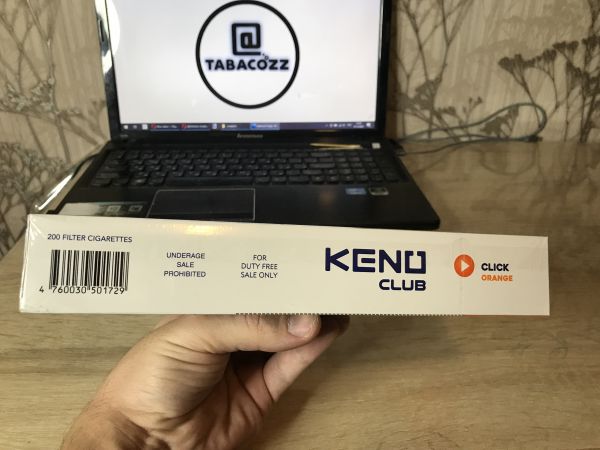 @
TABACOZZ
lenovo
200 FILTER CIGARETTES
4 760030 501729
UNDERAGE
SALE
PROHIBITED
FOR
DUTY FREE
SALE ONLY
KENO
CLUB
CLICK
ORANGE